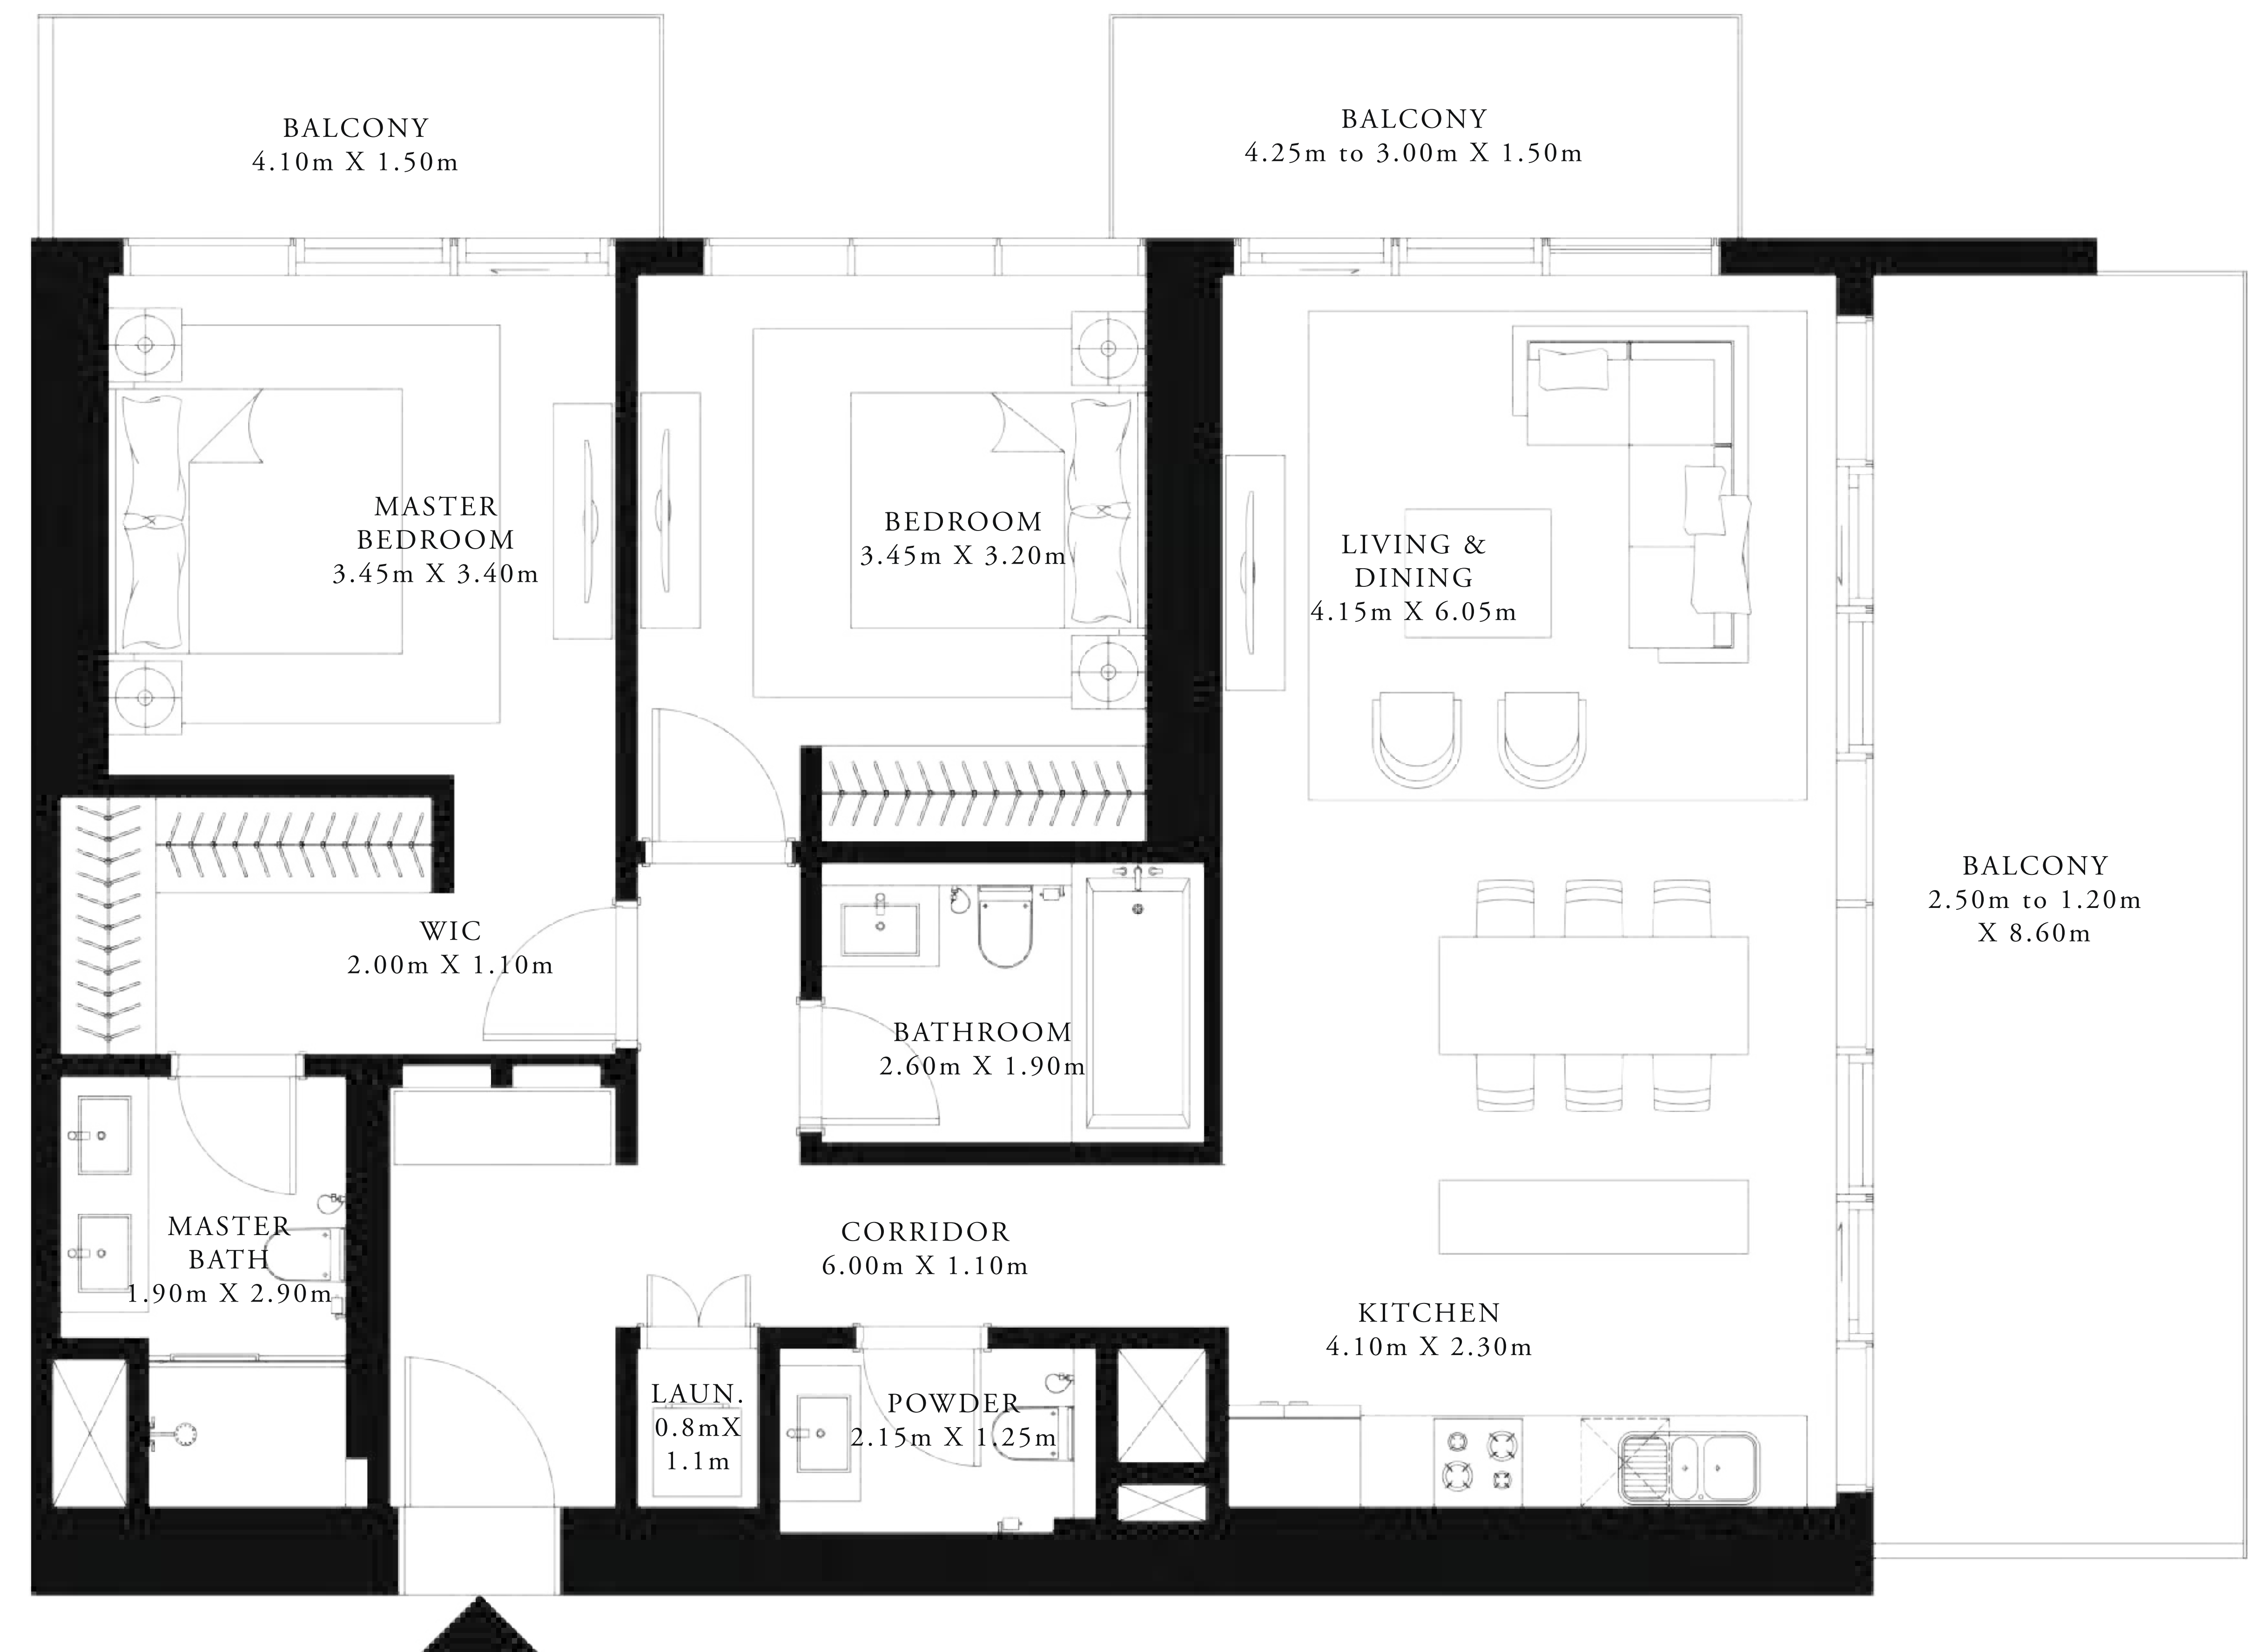 BALCONY
4.10m X 1.50m
BALCONY
4.25m to 3.00m X 1.50m
MASTER
BEDROOM
3.45m X 3.40m
BEDROOM
3.45m X 3.20m
LIVING &
DINING
4.15m X 6.05m
BALCONY
2.50m to 1.20m
X 8.60m
WIC
2.00m X 1.10m
BATHROOM
2.60m X 1.90m
MASTER
BATH
1.90m X 2.90m
CORRIDOR
6.00m X 1.10m
KITCHEN
4.10m X 2.30m
LAUN.
0.8mX
1.1m
POWDER
2.15m X 1.25m